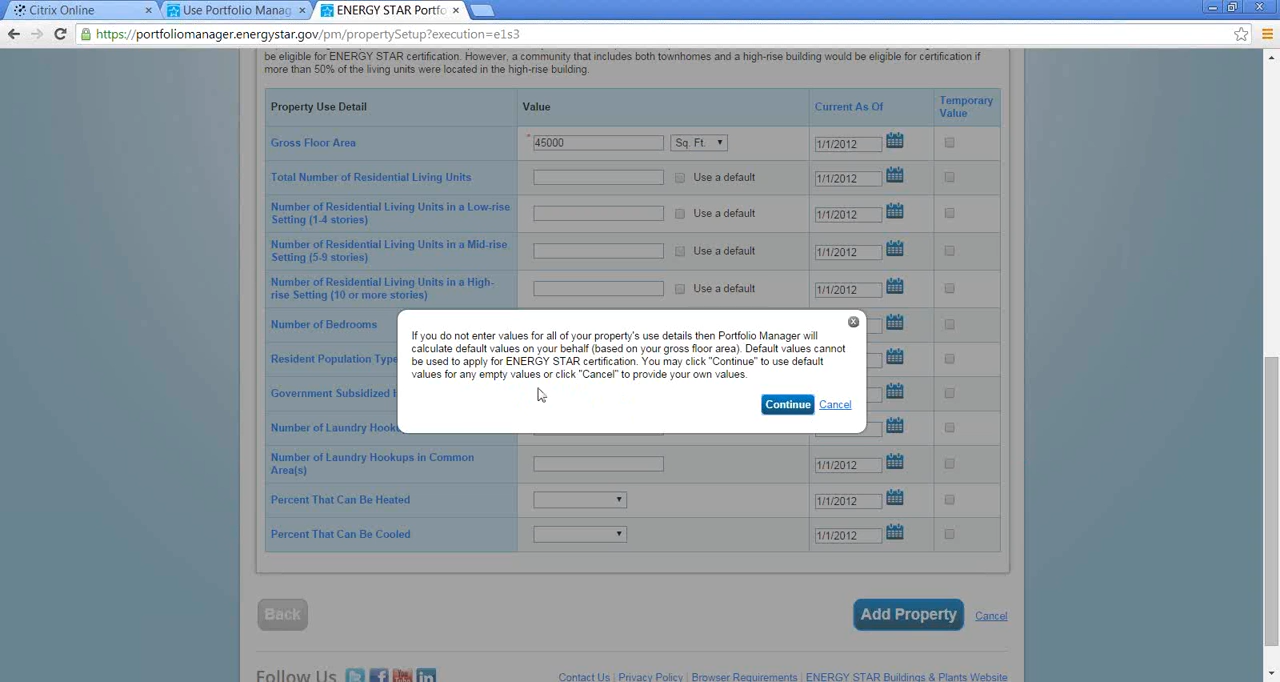 Citrix Online
Use Portfolio Manag
ENERGY STAR Portfo
https://portfoliomanager.energystar.gov/pm/propertySetup?execution=e1s3
be eligible for ENERGY STAR certification. However, a community that includes both townhomes and a high-rise building would be eligible for certification if
more than 50% of the living units were located in the high-rise building.
Property Use Detail Value Current As Of Temporary Value
Gross Floor Area * 45000 Sq. Ft. 1/1/2012
Total Number of Residential Living Units Use a default 1/1/2012
Number of Residential Living Units in a Low-rise
Setting (1-4 stories) Use a default 1/1/2012
Number of Residential Living Units in a Mid-rise
Setting (5-9 stories) Use a default 1/1/2012
Number of Residential Living Units in a High-
rise Setting (10 or more stories) Use a default 1/1/2012
Number of Bedrooms
Resident Population Type
Government Subsidized H
Number of Laundry Hooku
If you do not enter values for all of your property's use details then Portfolio Manager will
calculate default values on your behalf (based on your gross floor area). Default values cannot
be used to apply for ENERGY STAR certification. You may click "Continue" to use default
values for any empty values or click "Cancel" to provide your own values.
Continue Cancel
Number of Laundry Hookups in Common
Area(s) 1/1/2012
Percent That Can Be Heated 1/1/2012
Percent That Can Be Cooled 1/1/2012
Back Add Property Cancel
Follow Us Contact Us | Privacy Policy | Browser Requirements | ENERGY STAR Buildings & Plants Website